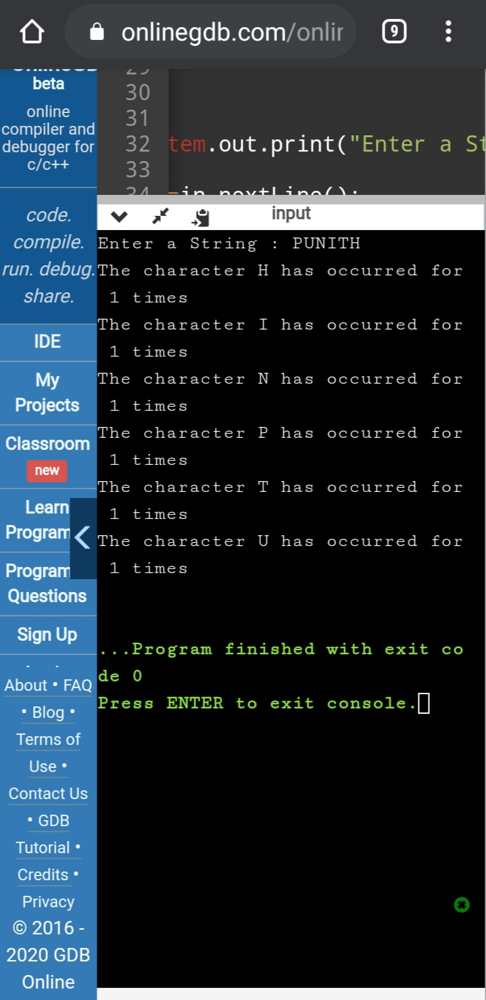 onlinegdb.com/onlin
9
beta
online
compiler and
debugger for
c/c++
code.
compile.
run. debug.
share.
IDE
My
Projects
Classroom
new
Learn
Program
Program
Questions
Sign Up
About • FAQ
• Blog •
Terms of
Use •
Contact Us
• GDB
Tutorial •
Credits •
Privacy
© 2016 -
2020 GDB
Online
29
30
31
32 tem.out.print("Enter a St
33
34 =in.nextLine();
input
Enter a String : PUNITH
The character H has occurred for
1 times
The character I has occurred for
1 times
The character N has occurred for
1 times
The character P has occurred for
1 times
The character T has occurred for
1 times
The character U has occurred for
1 times
...Program finished with exit co
de 0
Press ENTER to exit console.